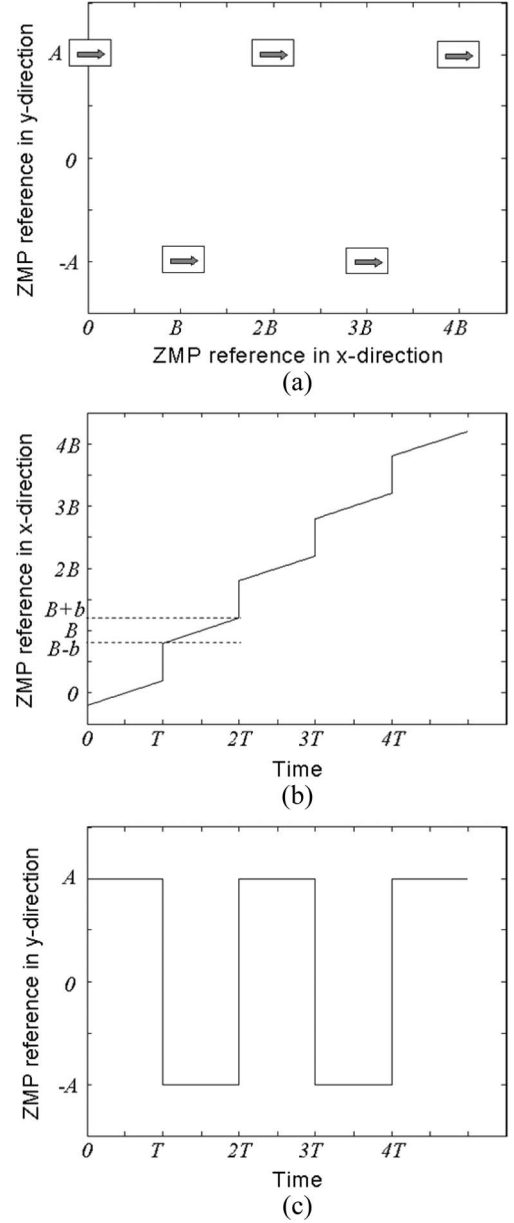 A
0
-A
ZMP reference in y-direction
0 B 2B 3B 4B
ZMP reference in x-direction
(a)
4B
3B
2B
B+b
B
B-b
0
ZMP reference in x-direction
0 T 2T 3T 4T
Time
(b)
A
0
-A
ZMP reference in y-direction
0 T 2T 3T 4T
Time
(c)